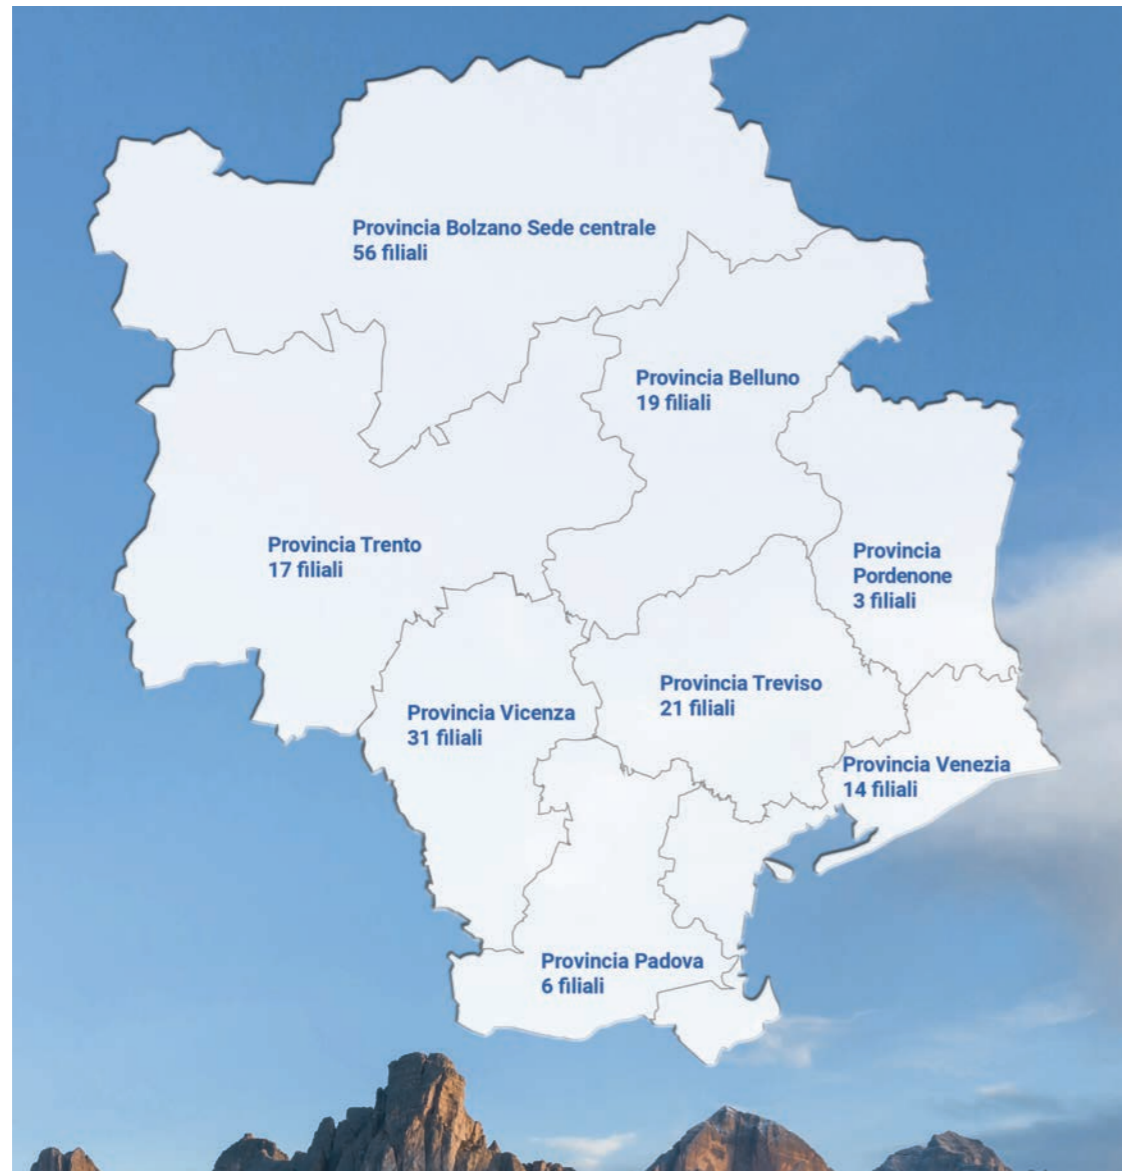 Provincia Bolzano Sede centrale
56 filiali
Provincia Belluno
19 filiali
Provincia Trento
17 filiali
Provincia
Pordenone
3 filiali
Provincia Treviso
21 filiali
Provincia Vicenza
31 filiali
Provincia Venezia
14 filiali
Provincia Padova
6 filiali